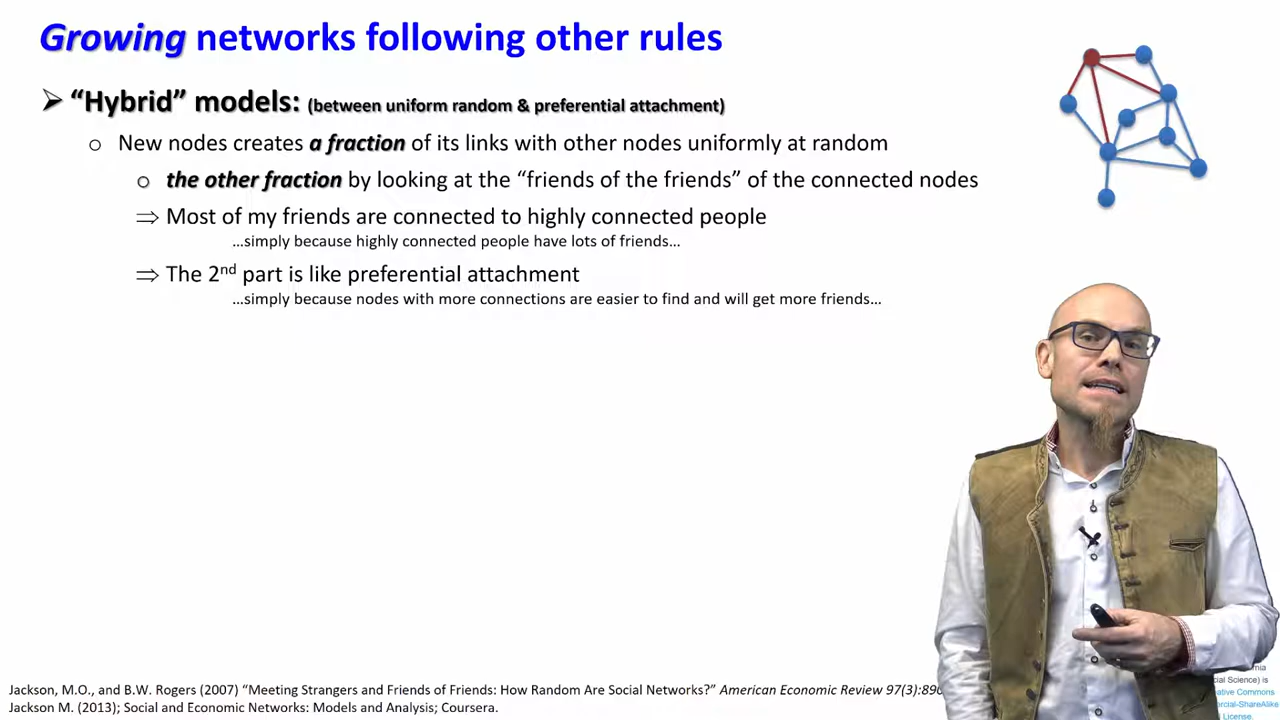 Growing networks following other rules
➢ “Hybrid” models: (between uniform random & preferential attachment)
o New nodes creates a fraction of its links with other nodes uniformly at random
o the other fraction by looking at the “friends of the friends” of the connected nodes
⇒ Most of my friends are connected to highly connected people
…simply because highly connected people have lots of friends…
⇒ The 2nd part is like preferential attachment
…simply because nodes with more connections are easier to find and will get more friends…
Jackson, M.O., and B.W. Rogers (2007) “Meeting Strangers and Friends of Friends: How Random Are Social Networks?” American Economic Review 97(3):890
Jackson M. (2013); Social and Economic Networks: Models and Analysis; Coursera.
Science) is
Commons
License.